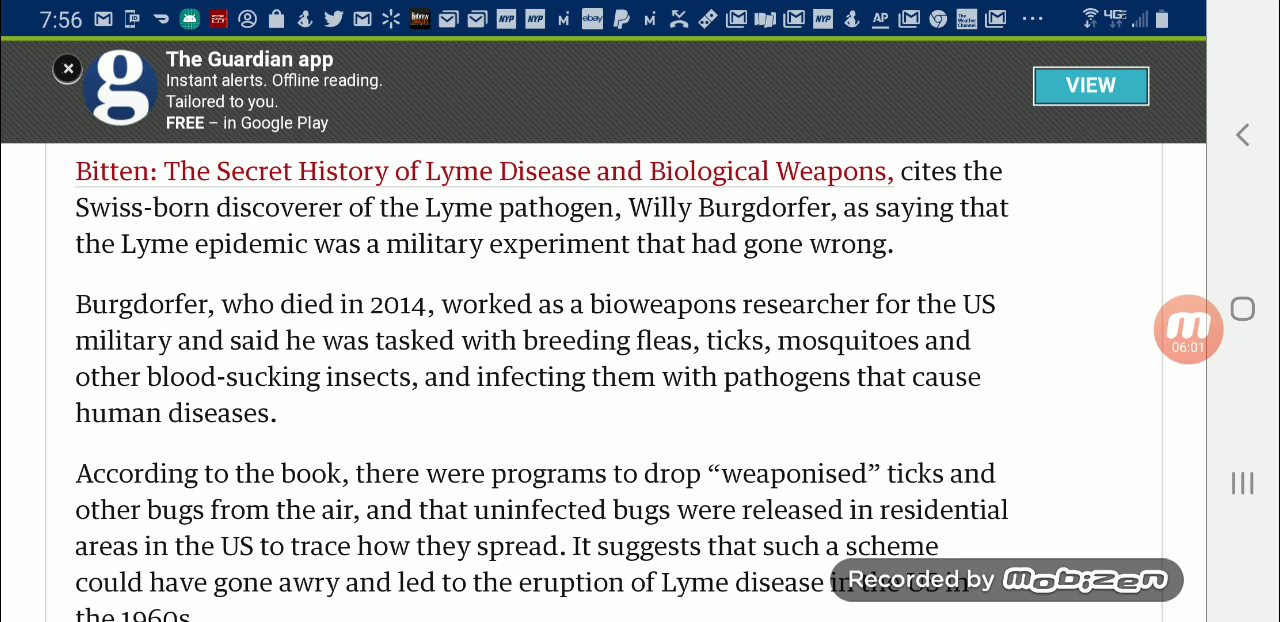 7:56
The Guardian app
Instant alerts. Offline reading.
Tailored to you.
FREE – in Google Play
VIEW
Bitten: The Secret History of Lyme Disease and Biological Weapons, cites the
Swiss-born discoverer of the Lyme pathogen, Willy Burgdorfer, as saying that
the Lyme epidemic was a military experiment that had gone wrong.
Burgdorfer, who died in 2014, worked as a bioweapons researcher for the US
military and said he was tasked with breeding fleas, ticks, mosquitoes and
other blood-sucking insects, and infecting them with pathogens that cause
human diseases.
06:01
According to the book, there were programs to drop “weaponised” ticks and
other bugs from the air, and that uninfected bugs were released in residential
areas in the US to trace how they spread. It suggests that such a scheme
could have gone awry and led to the eruption of Lyme disease in the US in
the 1960s
Recorded by mobizen